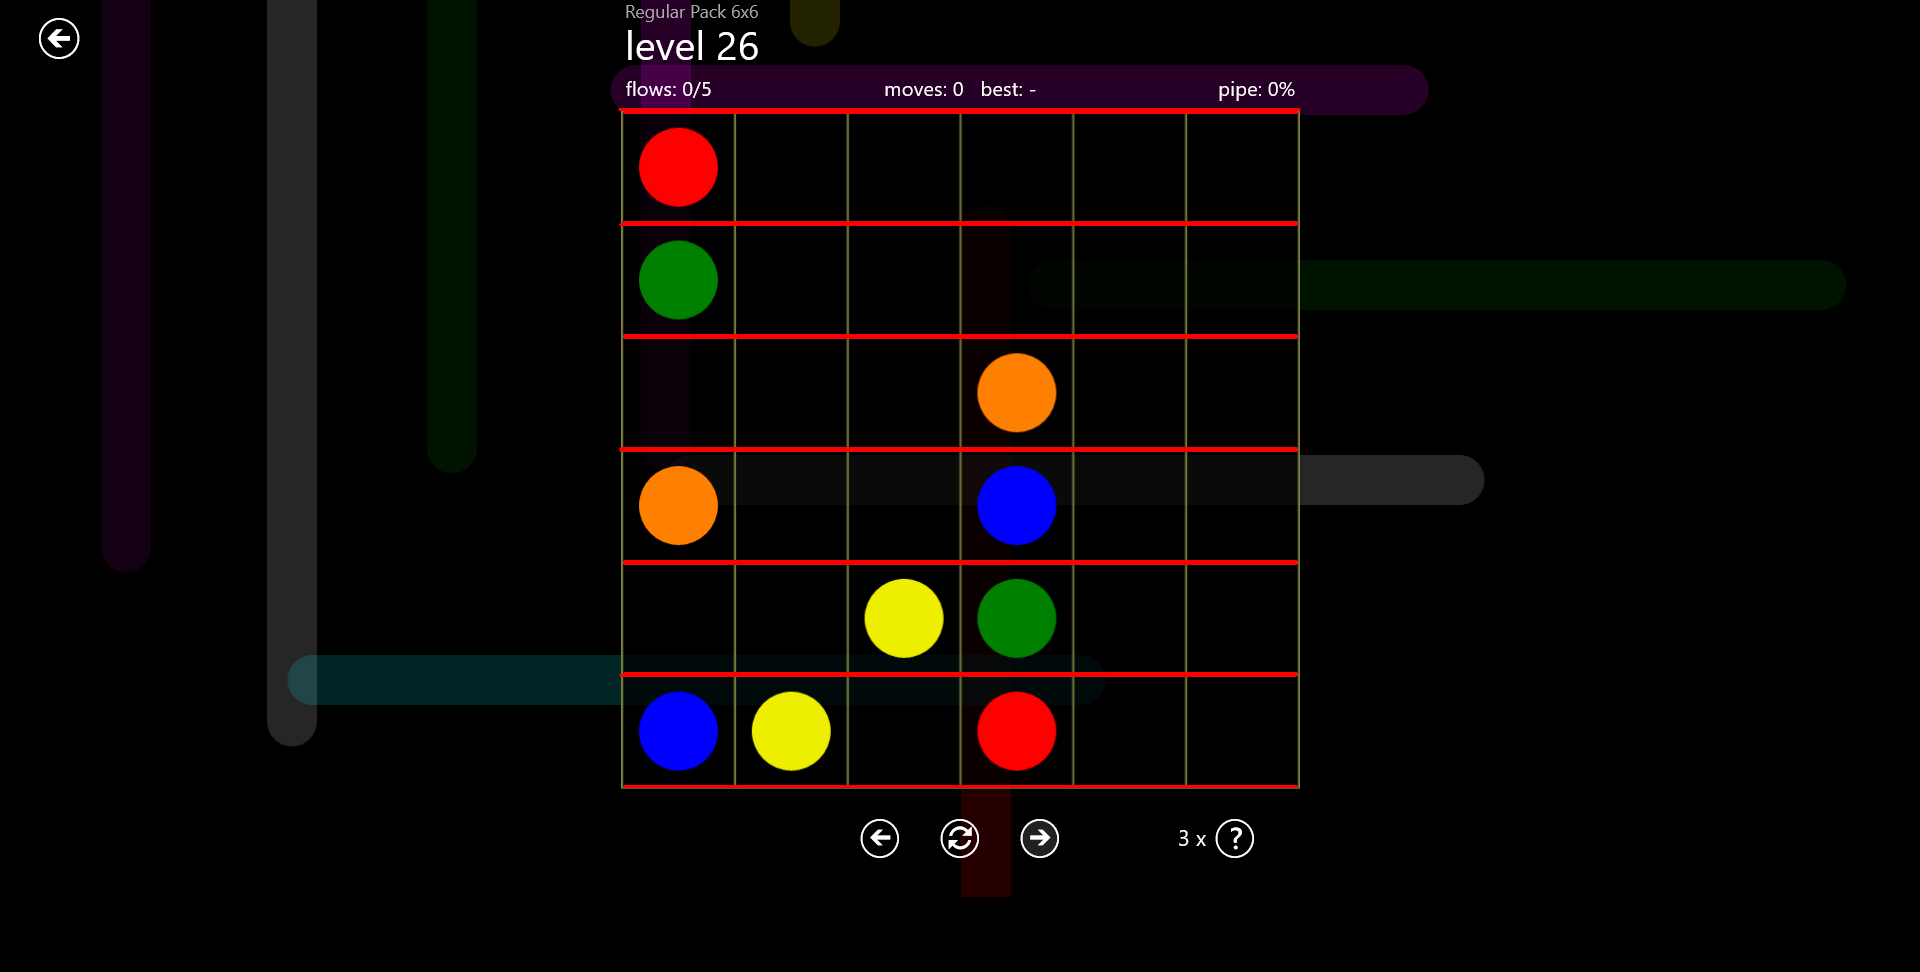 Regular Pack 6x6
level 26
flows: 0/5 moves: 0 best: - pipe: 0%
3 x ?